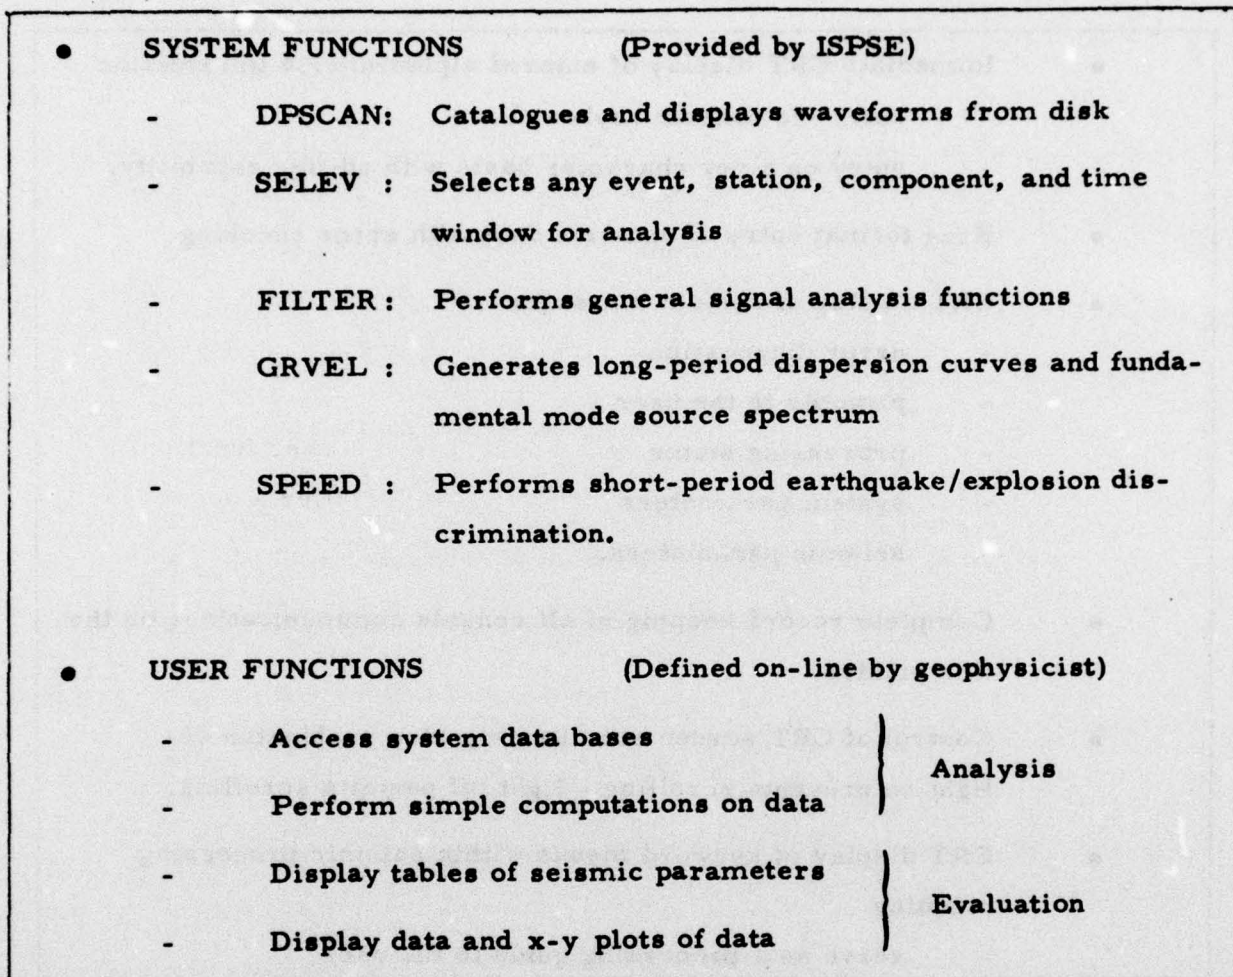 • SYSTEM FUNCTIONS (Provided by ISPSE)
- DPSCAN: Catalogues and displays waveforms from disk
- SELEV : Selects any event, station, component, and time
window for analysis
- FILTER: Performs general signal analysis functions
- GRVEL : Generates long-period dispersion curves and funda-
mental mode source spectrum
- SPEED : Performs short-period earthquake/explosion dis-
crimination.
• USER FUNCTIONS (Defined on-line by geophysicist)
- Access system data bases
Analysis
- Perform simple computations on data
- Display tables of seismic parameters
Evaluation
- Display data and x-y plots of data